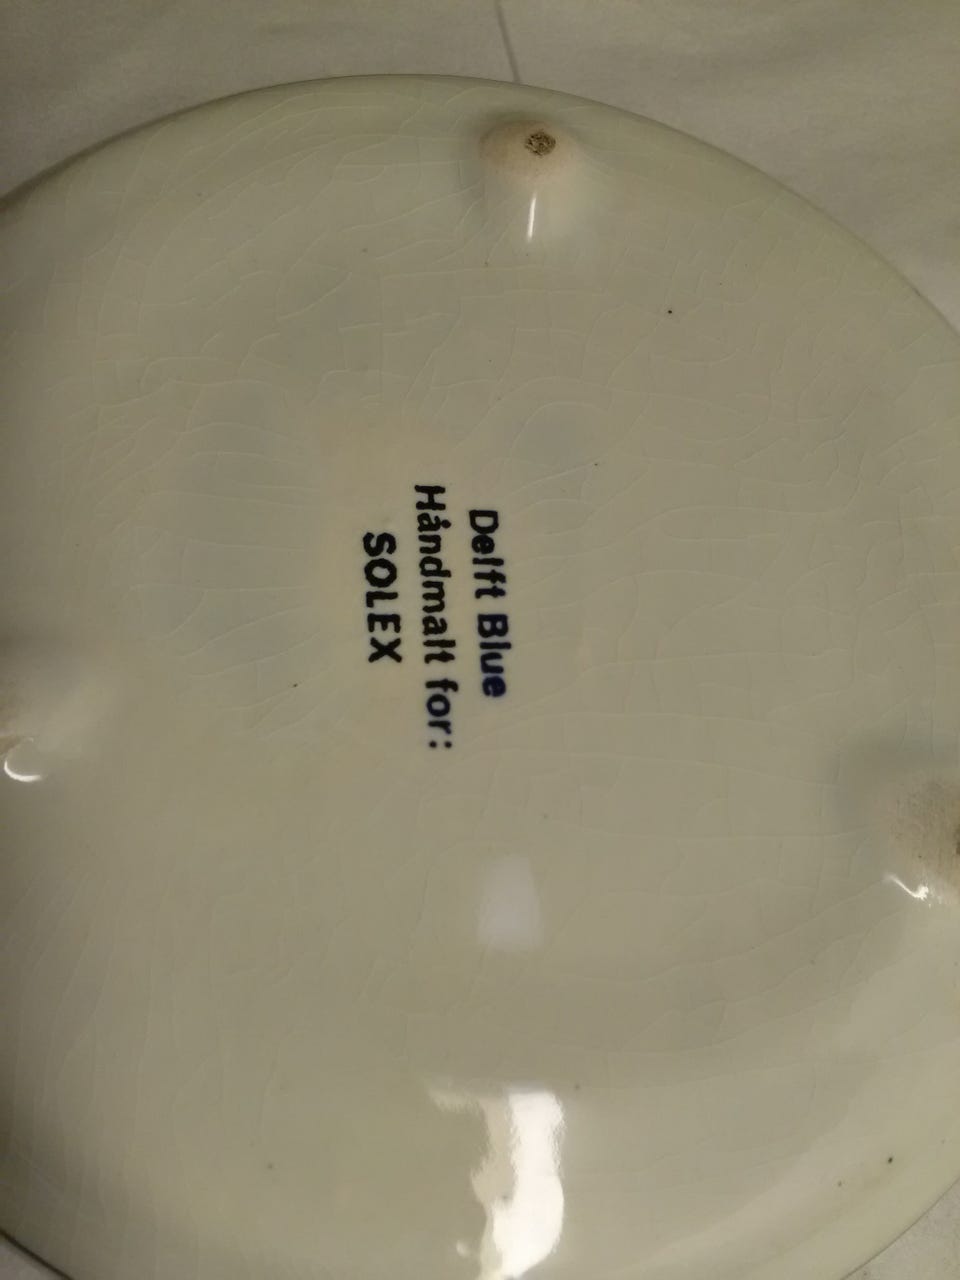 Delft Blue
Håndmalt for:
SOLEX